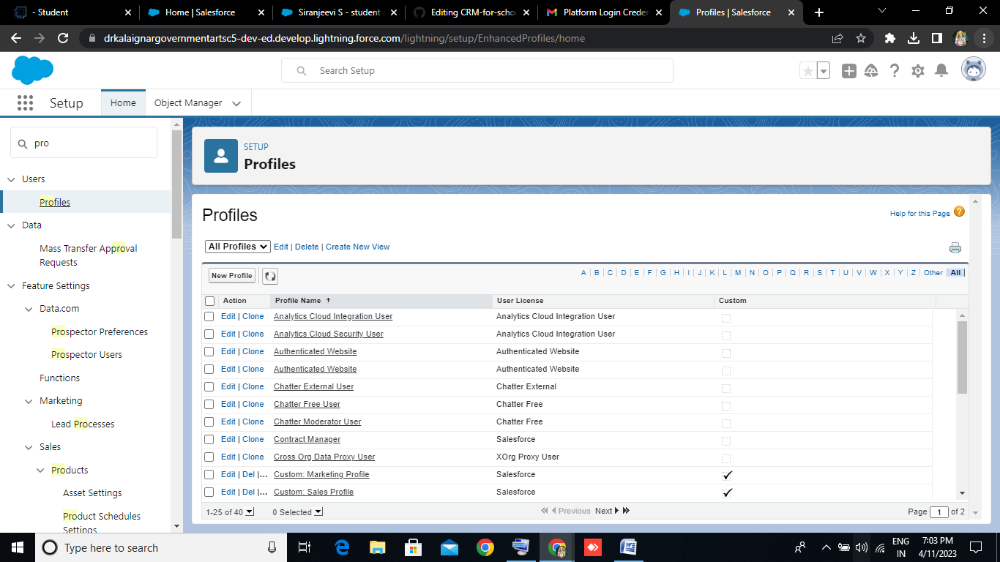 - Student
Home | Salesforce
Siranjeevi S - student
Editing CRM-for-scho
Platform Login Creder
Profiles | Salesforce
drkalaignargovernmentartsc5-dev-ed.develop.lightning.force.com/lightning/setup/EnhancedProfiles/home
Search Setup
Setup
Home
Object Manager
pro
Users
Profiles
Data
Mass Transfer Approval
Requests
Feature Settings
Data.com
Prospector Preferences
Prospector Users
Functions
Marketing
Lead Processes
Sales
Products
Asset Settings
Product Schedules
Settings
SETUP
Profiles
Profiles
Help for this Page ?
All Profiles Edit | Delete | Create New View
New Profile
A | B | C | D | E | F | G | H | I | J | K | L | M | N | O | P | Q | R | S | T | U | V | W | X | Y | Z | Other | All
Action Profile Name User License Custom
Edit | Clone Analytics Cloud Integration User Analytics Cloud Integration User
Edit | Clone Analytics Cloud Security User Analytics Cloud Integration User
Edit | Clone Authenticated Website Authenticated Website
Edit | Clone Authenticated Website Authenticated Website
Edit | Clone Chatter External User Chatter External
Edit | Clone Chatter Free User Chatter Free
Edit | Clone Chatter Moderator User Chatter Free
Edit | Clone Contract Manager Salesforce
Edit | Clone Cross Org Data Proxy User XOrg Proxy User
Edit | Del |... Custom: Marketing Profile Salesforce
Edit | Del |... Custom: Sales Profile Salesforce
1-25 of 40 0 Selected Previous Next Page 1 of 2
Type here to search
ENG
IN
7:03 PM
4/11/2023